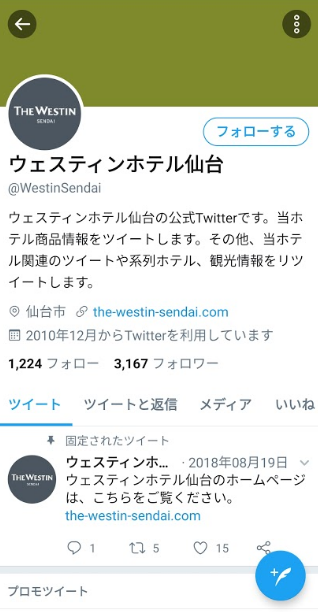 THE WESTIN
SENDAI
フォローする
ウェスティンホテル仙台
@WestinSendai
ウェスティンホテル仙台の公式Twitterです。当ホ
テル商品情報をツイートします。その他、当ホテ
ル関連のツイートや系列ホテル、観光情報をリツ
イートします。
仙台市 the-westin-sendai.com
2010年12月からTwitterを利用しています
1,224 フォロー 3,167 フォロワー
ツイート ツイートと返信 メディア いいね
固定されたツイート
THE WESTIN
SENDAI
ウェスティンホ... · 2018年08月19日
ウェスティンホテル仙台のホームページ
は、こちらをご覧ください。
the-westin-sendai.com
1 5 15
プロモツイート